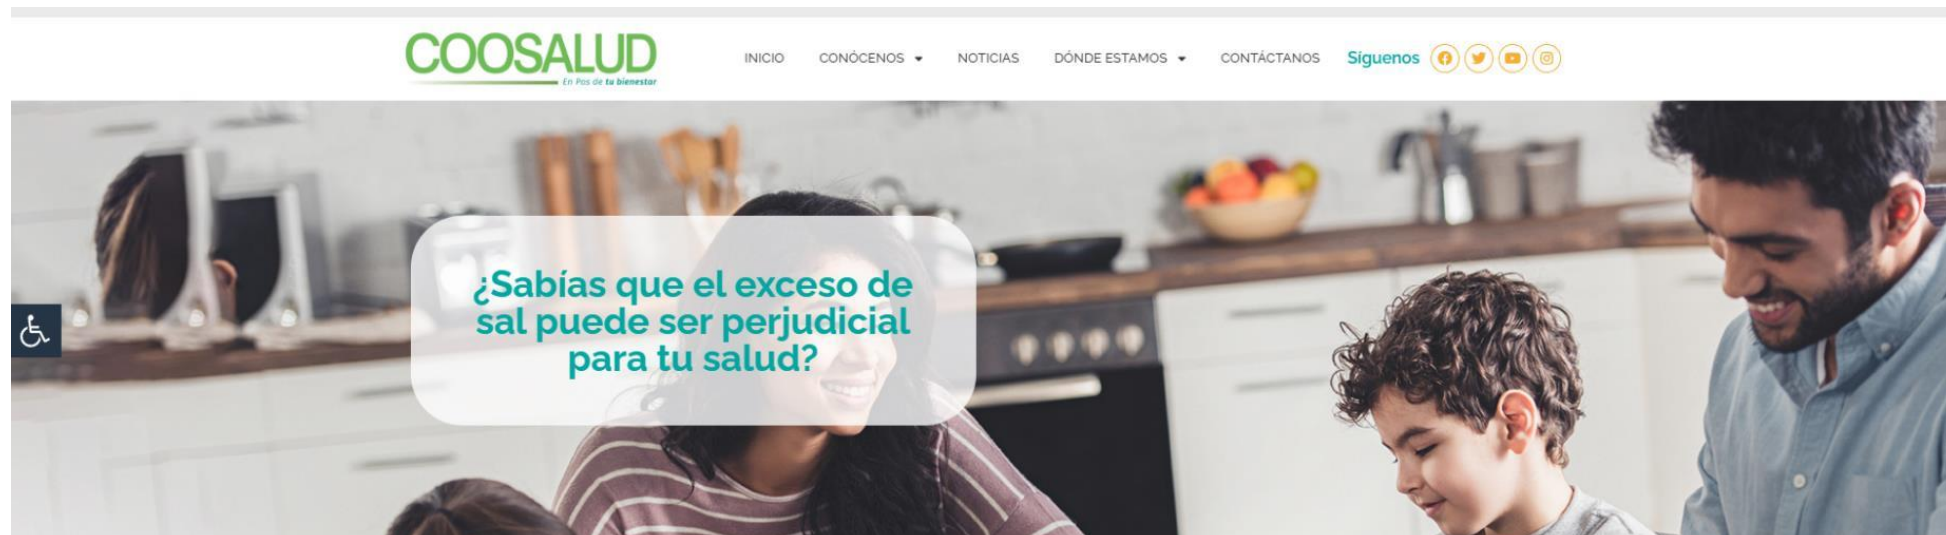 COOSALUD
En Pos de tu bienestar
INICIO CONÓCENOS NOTICIAS DÓNDE ESTAMOS CONTÁCTANOS Síguenos
¿Sabías que el exceso de
sal puede ser perjudicial
para tu salud?